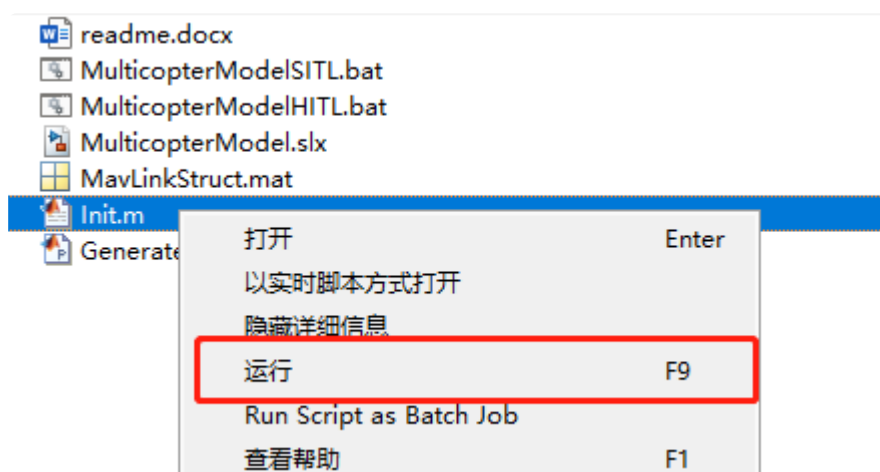 readme.docx
MulticopterModelSITL.bat
MulticopterModelHITL.bat
MulticopterModel.slx
MavLinkStruct.mat
Init.m
Generate
打开 Enter
以实时脚本方式打开
隐藏详细信息
运行 F9
Run Script as Batch Job
查看帮助 F1